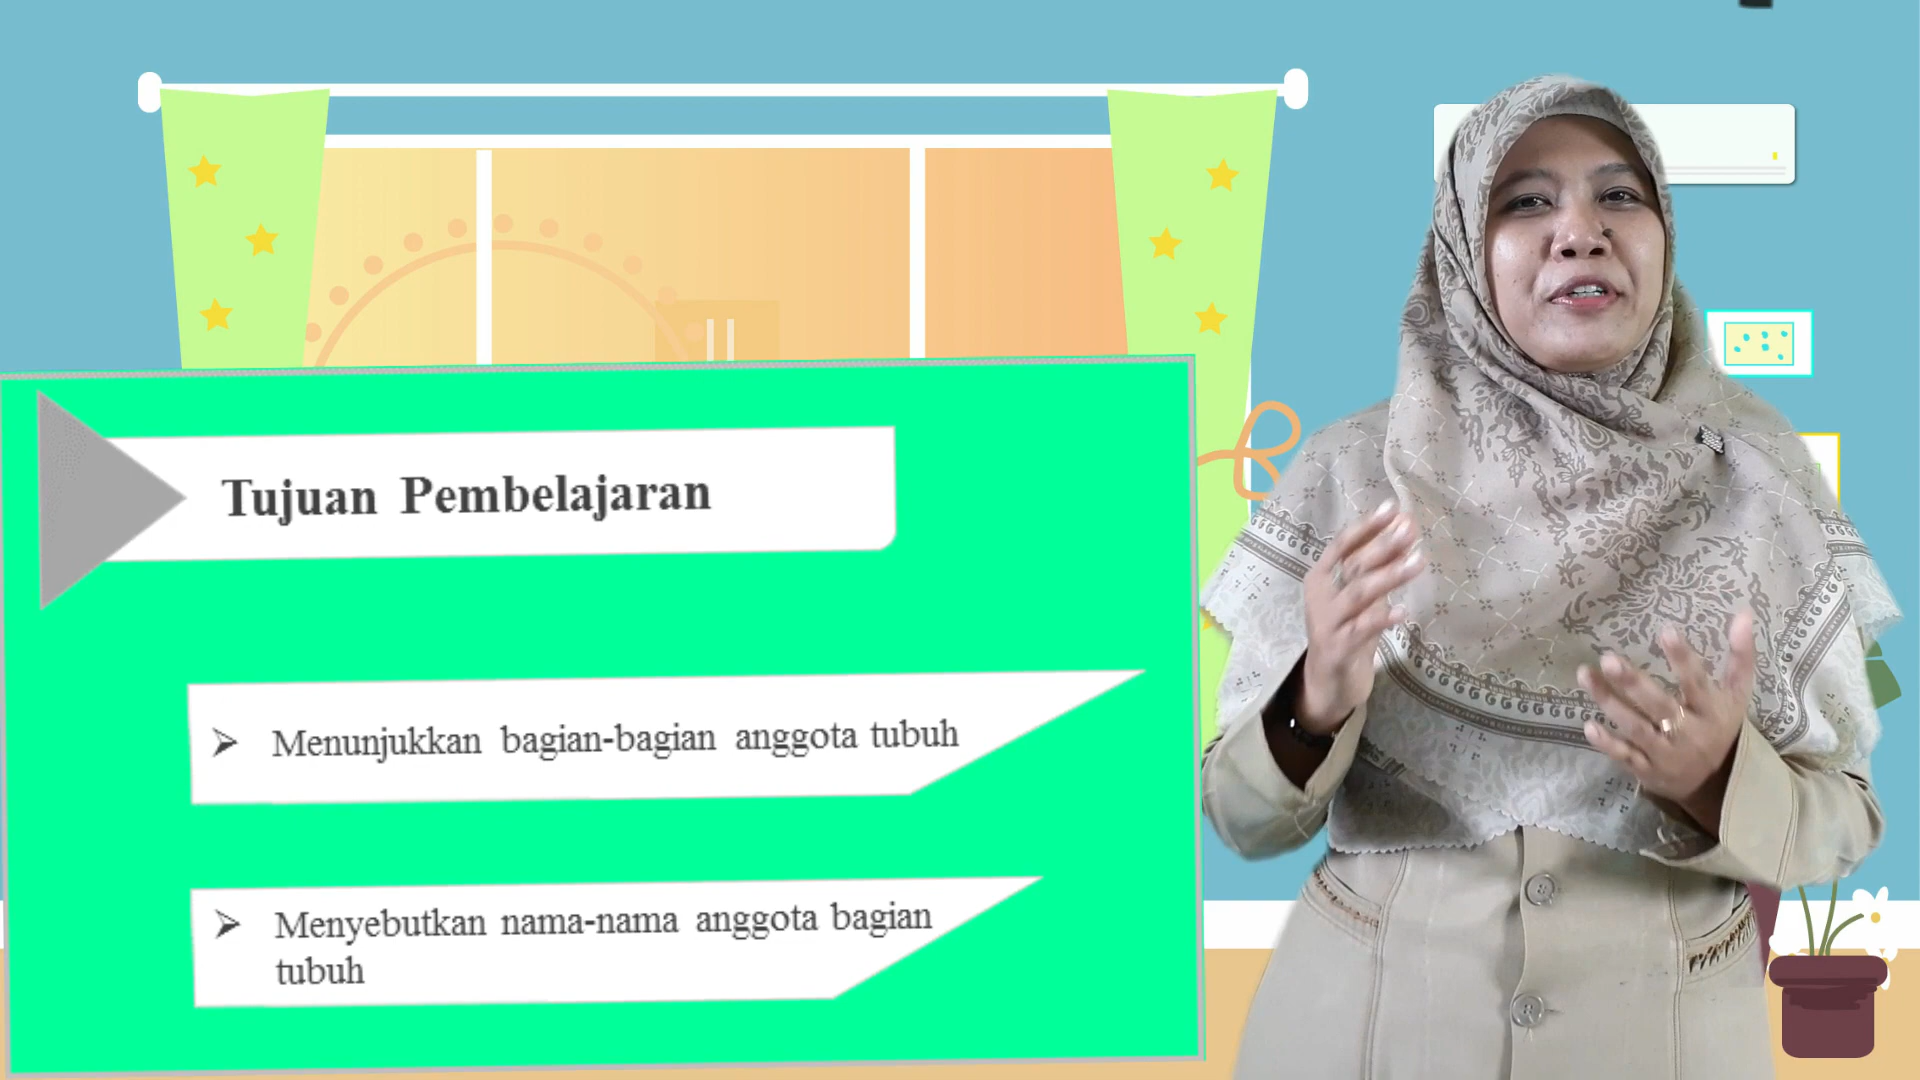 Tujuan Pembelajaran
➢ Menunjukkan bagian-bagian anggota tubuh
➢ Menyebutkan nama-nama anggota bagian
tubuh